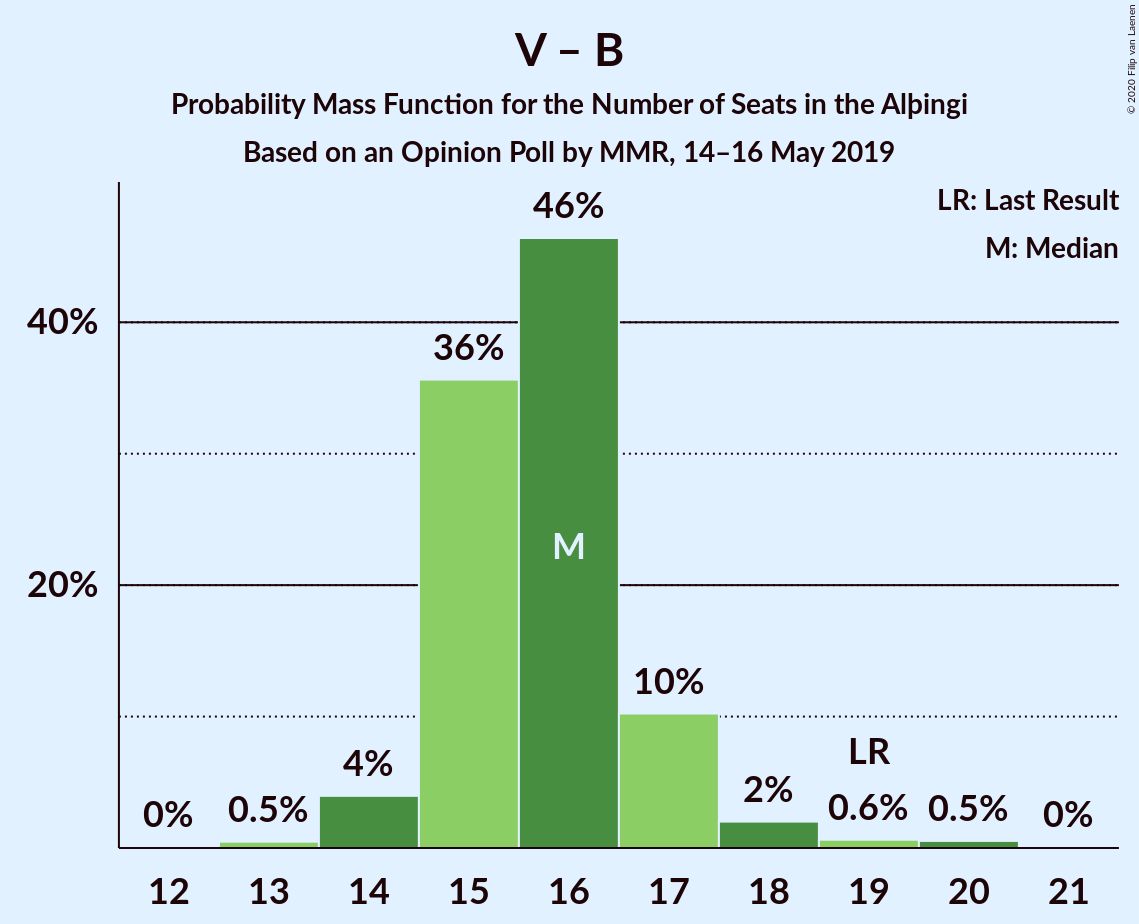 V – B
Probability Mass Function for the Number of Seats in the Alþingi
Based on an Opinion Poll by MMR, 14–16 May 2019
© 2020 Filip van Laenen
LR: Last Result
M: Median
40%
20%
0%
0.5%
4%
36%
46%
M
10%
2%
LR
0.6%
0.5%
0%
12 13 14 15 16 17 18 19 20 21